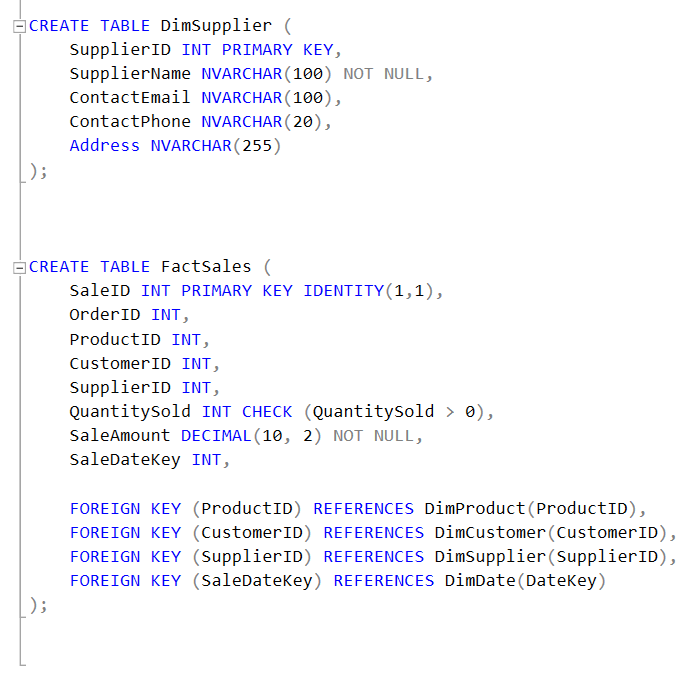 CREATE TABLE DimSupplier (
    SupplierID INT PRIMARY KEY,
    SupplierName NVARCHAR(100) NOT NULL,
    ContactEmail NVARCHAR(100),
    ContactPhone NVARCHAR(20),
    Address NVARCHAR(255)
);
CREATE TABLE FactSales (
    SaleID INT PRIMARY KEY IDENTITY(1,1),
    OrderID INT,
    ProductID INT,
    CustomerID INT,
    SupplierID INT,
    QuantitySold INT CHECK (QuantitySold > 0),
    SaleAmount DECIMAL(10, 2) NOT NULL,
    SaleDateKey INT,
    FOREIGN KEY (ProductID) REFERENCES DimProduct(ProductID),
    FOREIGN KEY (CustomerID) REFERENCES DimCustomer(CustomerID),
    FOREIGN KEY (SupplierID) REFERENCES DimSupplier(SupplierID),
    FOREIGN KEY (SaleDateKey) REFERENCES DimDate(DateKey)
);